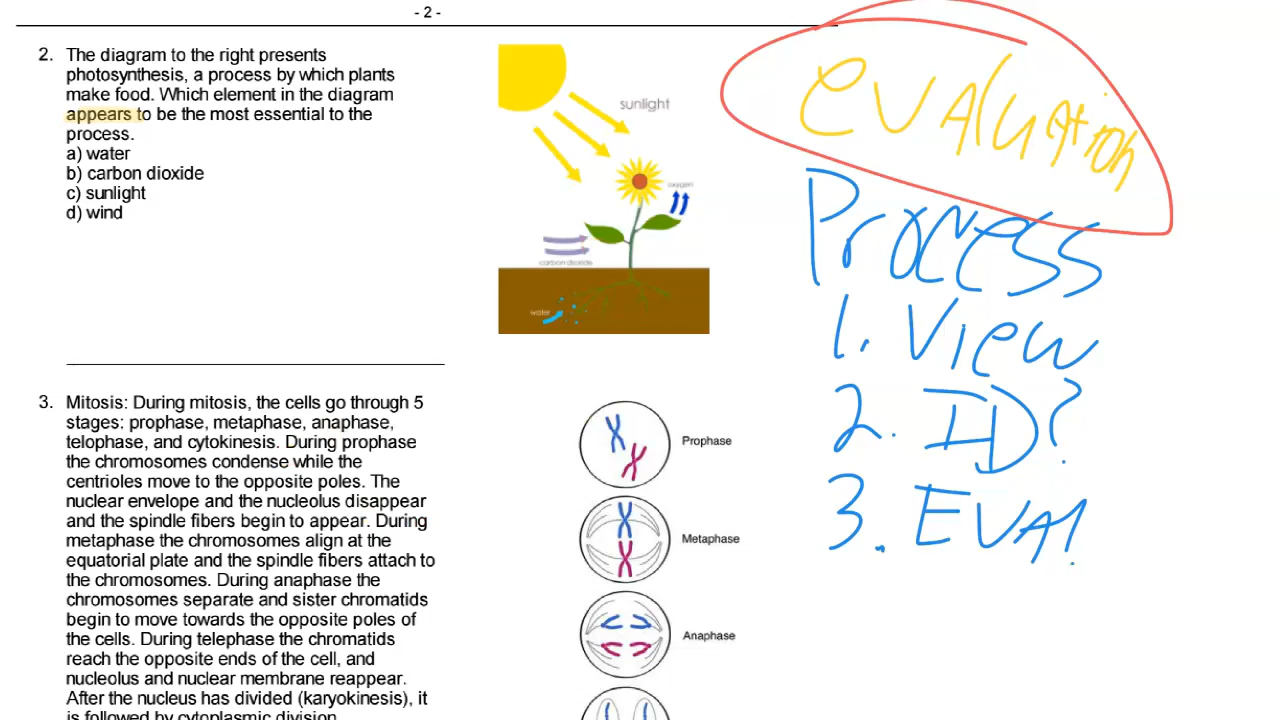 - 2 -
2. The diagram to the right presents
photosynthesis, a process by which plants
make food. Which element in the diagram
appears to be the most essential to the
process.
a) water
b) carbon dioxide
c) sunlight
d) wind
sunlight
oxygen
carbon dioxide
water
evaluation
Process
1. View
2. ID?
3. EVAl
3. Mitosis: During mitosis, the cells go through 5
stages: prophase, metaphase, anaphase,
telophase, and cytokinesis. During prophase
the chromosomes condense while the
centrioles move to the opposite poles. The
nuclear envelope and the nucleolus disappear
and the spindle fibers begin to appear. During
metaphase the chromosomes align at the
equatorial plate and the spindle fibers attach to
the chromosomes. During anaphase the
chromosomes separate and sister chromatids
begin to move towards the opposite poles of
the cells. During telephase the chromatids
reach the opposite ends of the cell, and
nucleolus and nuclear membrane reappear.
After the nucleus has divided (karyokinesis), it
is followed by cytoplasmic division
Prophase
Metaphase
Anaphase